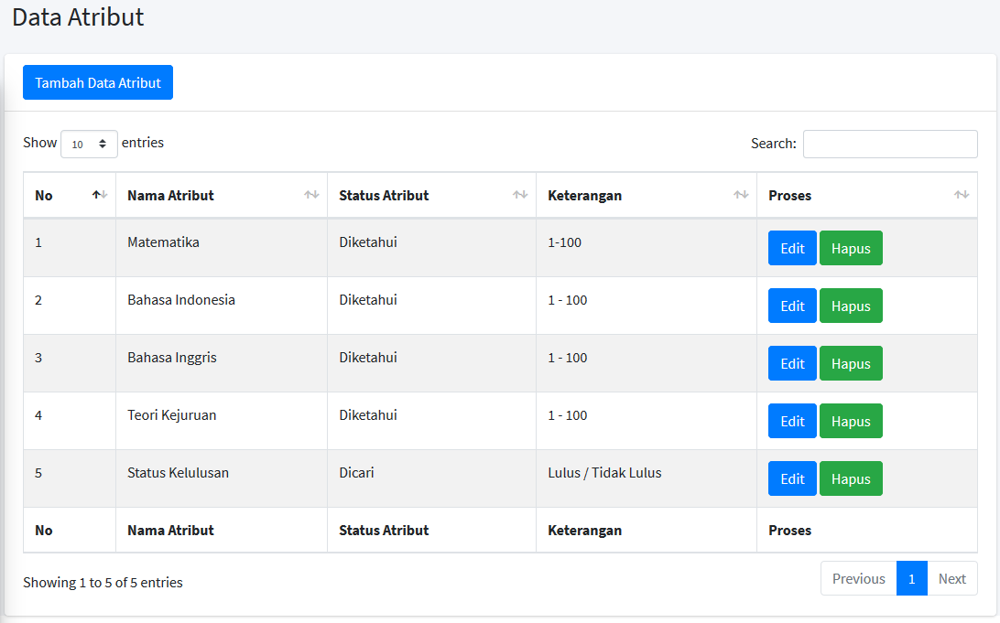 Data Atribut
Tambah Data Atribut
Show 10 entries Search:
No Nama Atribut Status Atribut Keterangan Proses
1 Matematika Diketahui 1-100 Edit Hapus
2 Bahasa Indonesia Diketahui 1 - 100 Edit Hapus
3 Bahasa Inggris Diketahui 1 - 100 Edit Hapus
4 Teori Kejuruan Diketahui 1 - 100 Edit Hapus
5 Status Kelulusan Dicari Lulus / Tidak Lulus Edit Hapus
No Nama Atribut Status Atribut Keterangan Proses
Showing 1 to 5 of 5 entries Previous 1 Next